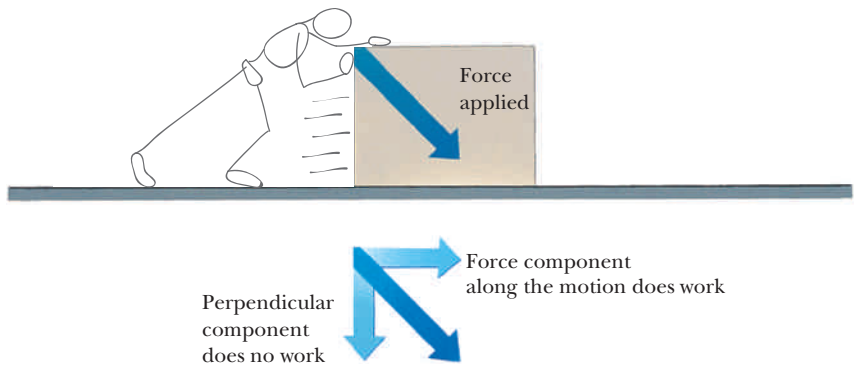 Force
applied
Force component
along the motion does work
Perpendicular
component
does no work